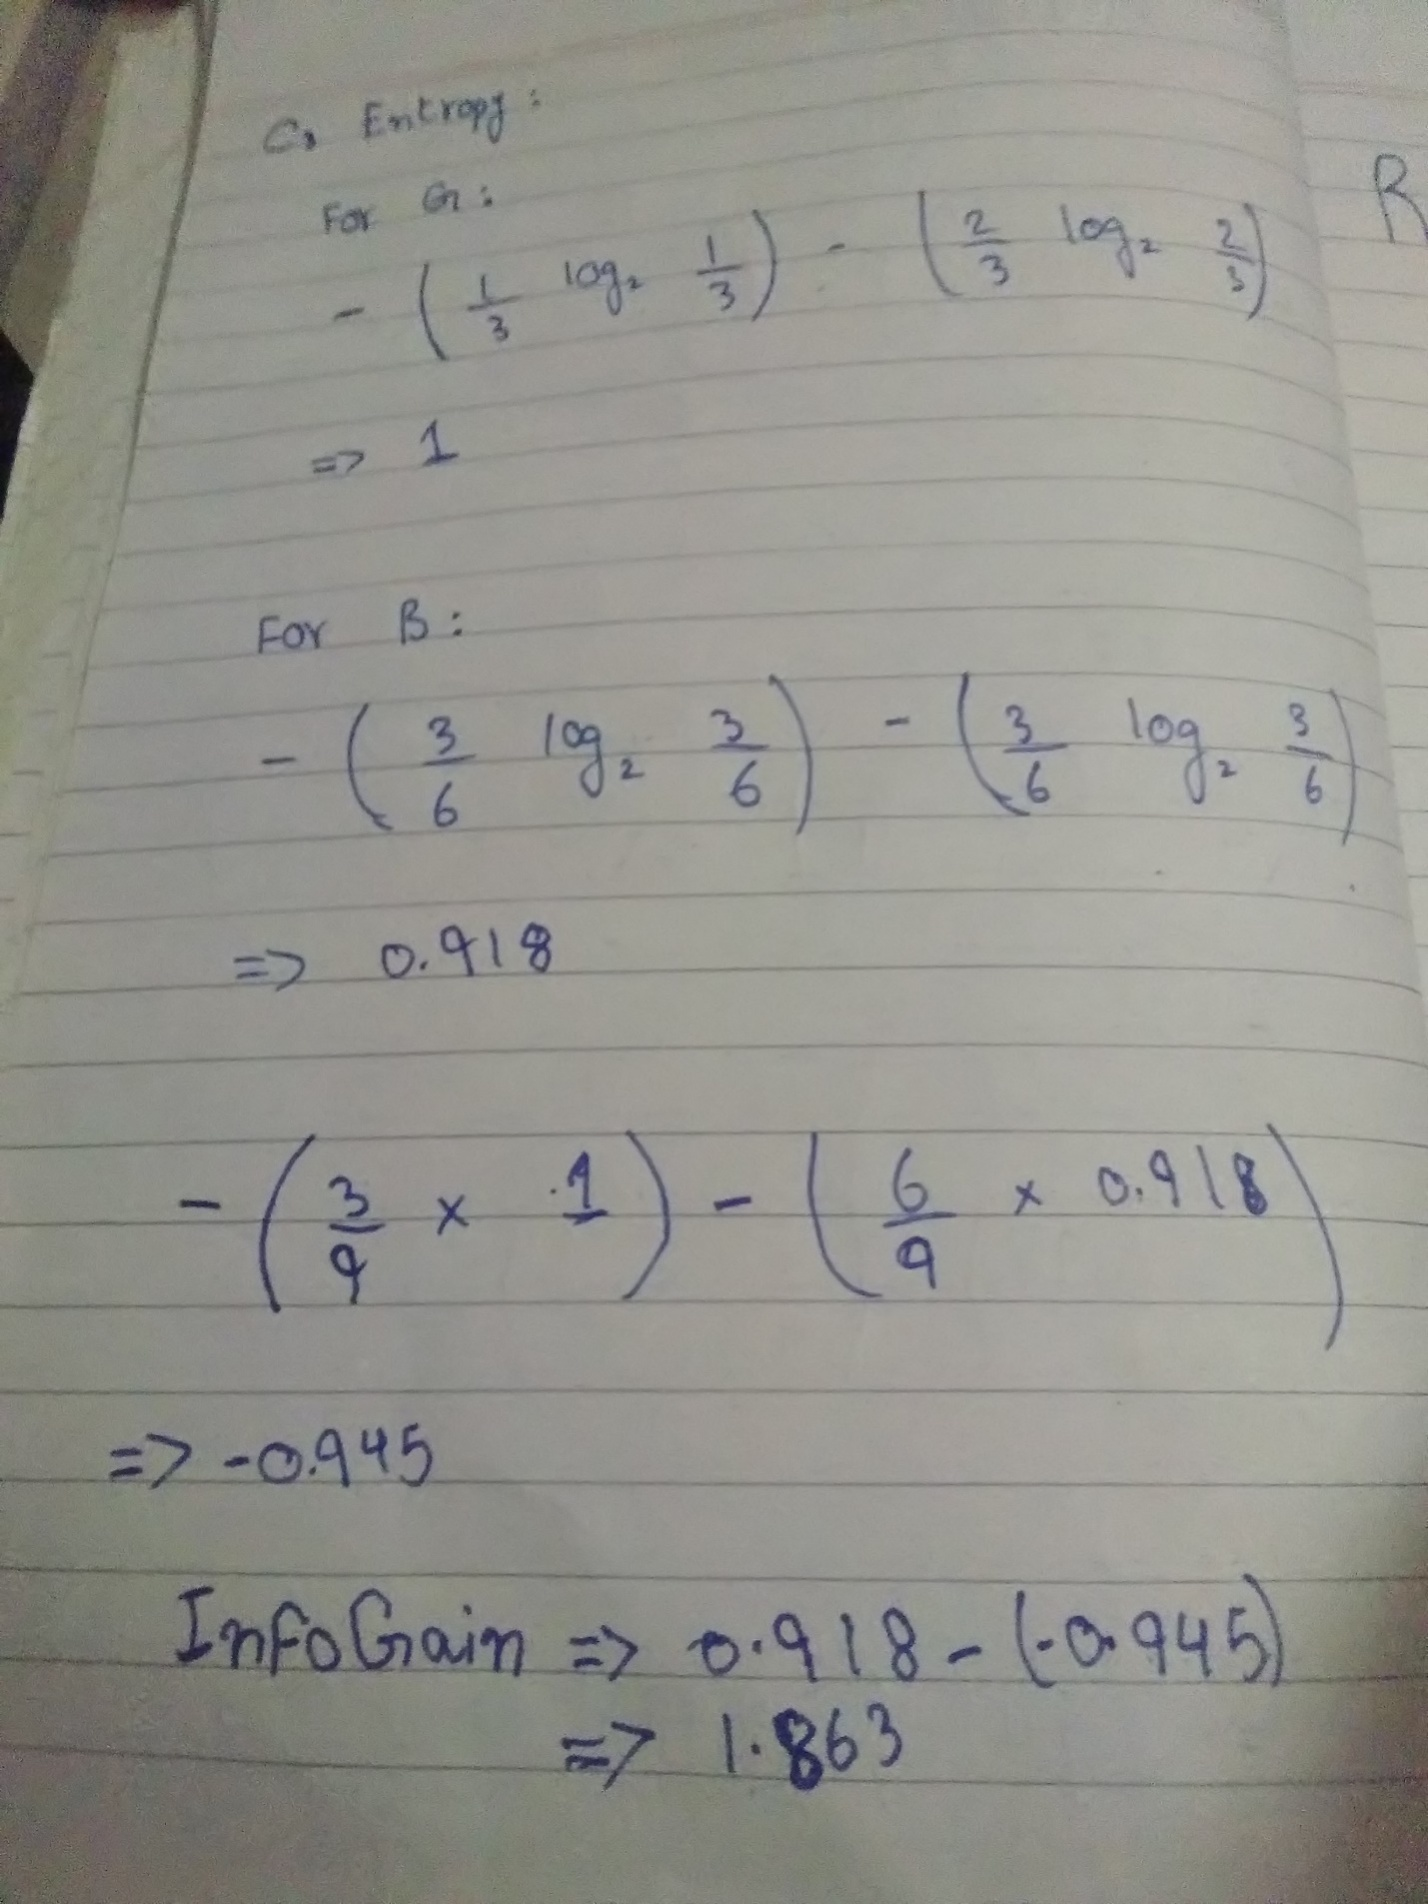 C₃ Entropy :
For G :
- ( 1/3 log₂ 1/3 ) - ( 2/3 log₂ 2/3 )
=> 1
For B :
- ( 3/6 log₂ 3/6 ) - ( 3/6 log₂ 3/6 )
=> 0.918
- ( 3/9 × .1 ) - ( 6/9 × 0.918 )
=> -0.945
InfoGain => 0.918 - (-0.945)
=> 1.863
R